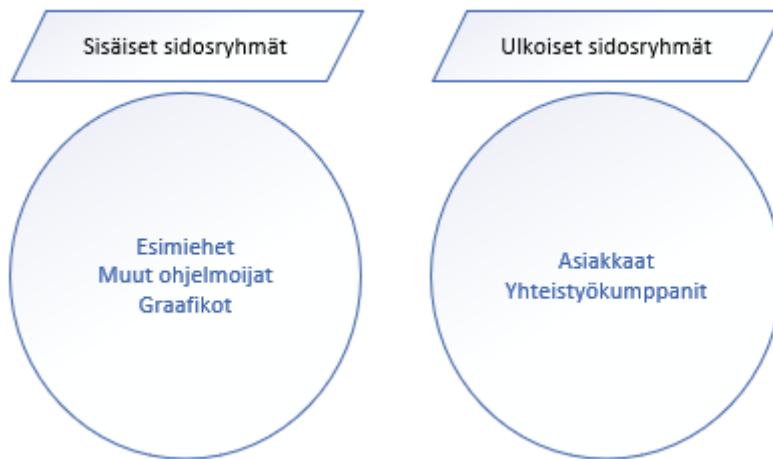 Sisäiset sidosryhmät
Ulkoiset sidosryhmät
Esimiehet
Muut ohjelmoijat
Graafikot
Asiakkaat
Yhteistyökumppanit